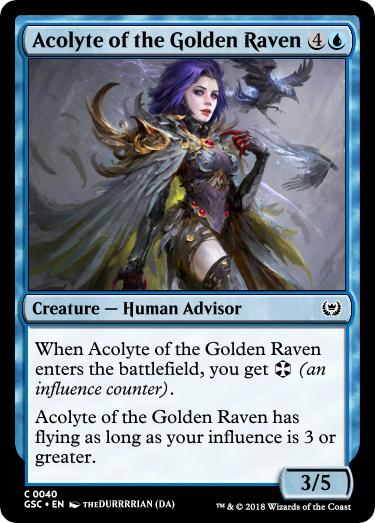 Acolyte of the Golden Raven 4
Creature — Human Advisor
When Acolyte of the Golden Raven
enters the battlefield, you get (an
influence counter).
Acolyte of the Golden Raven has
flying as long as your influence is 3 or
greater.
3/5
C 0040
GSC • EN THEDURRRRIAN (DA)
™ & © 2018 Wizards of the Coast